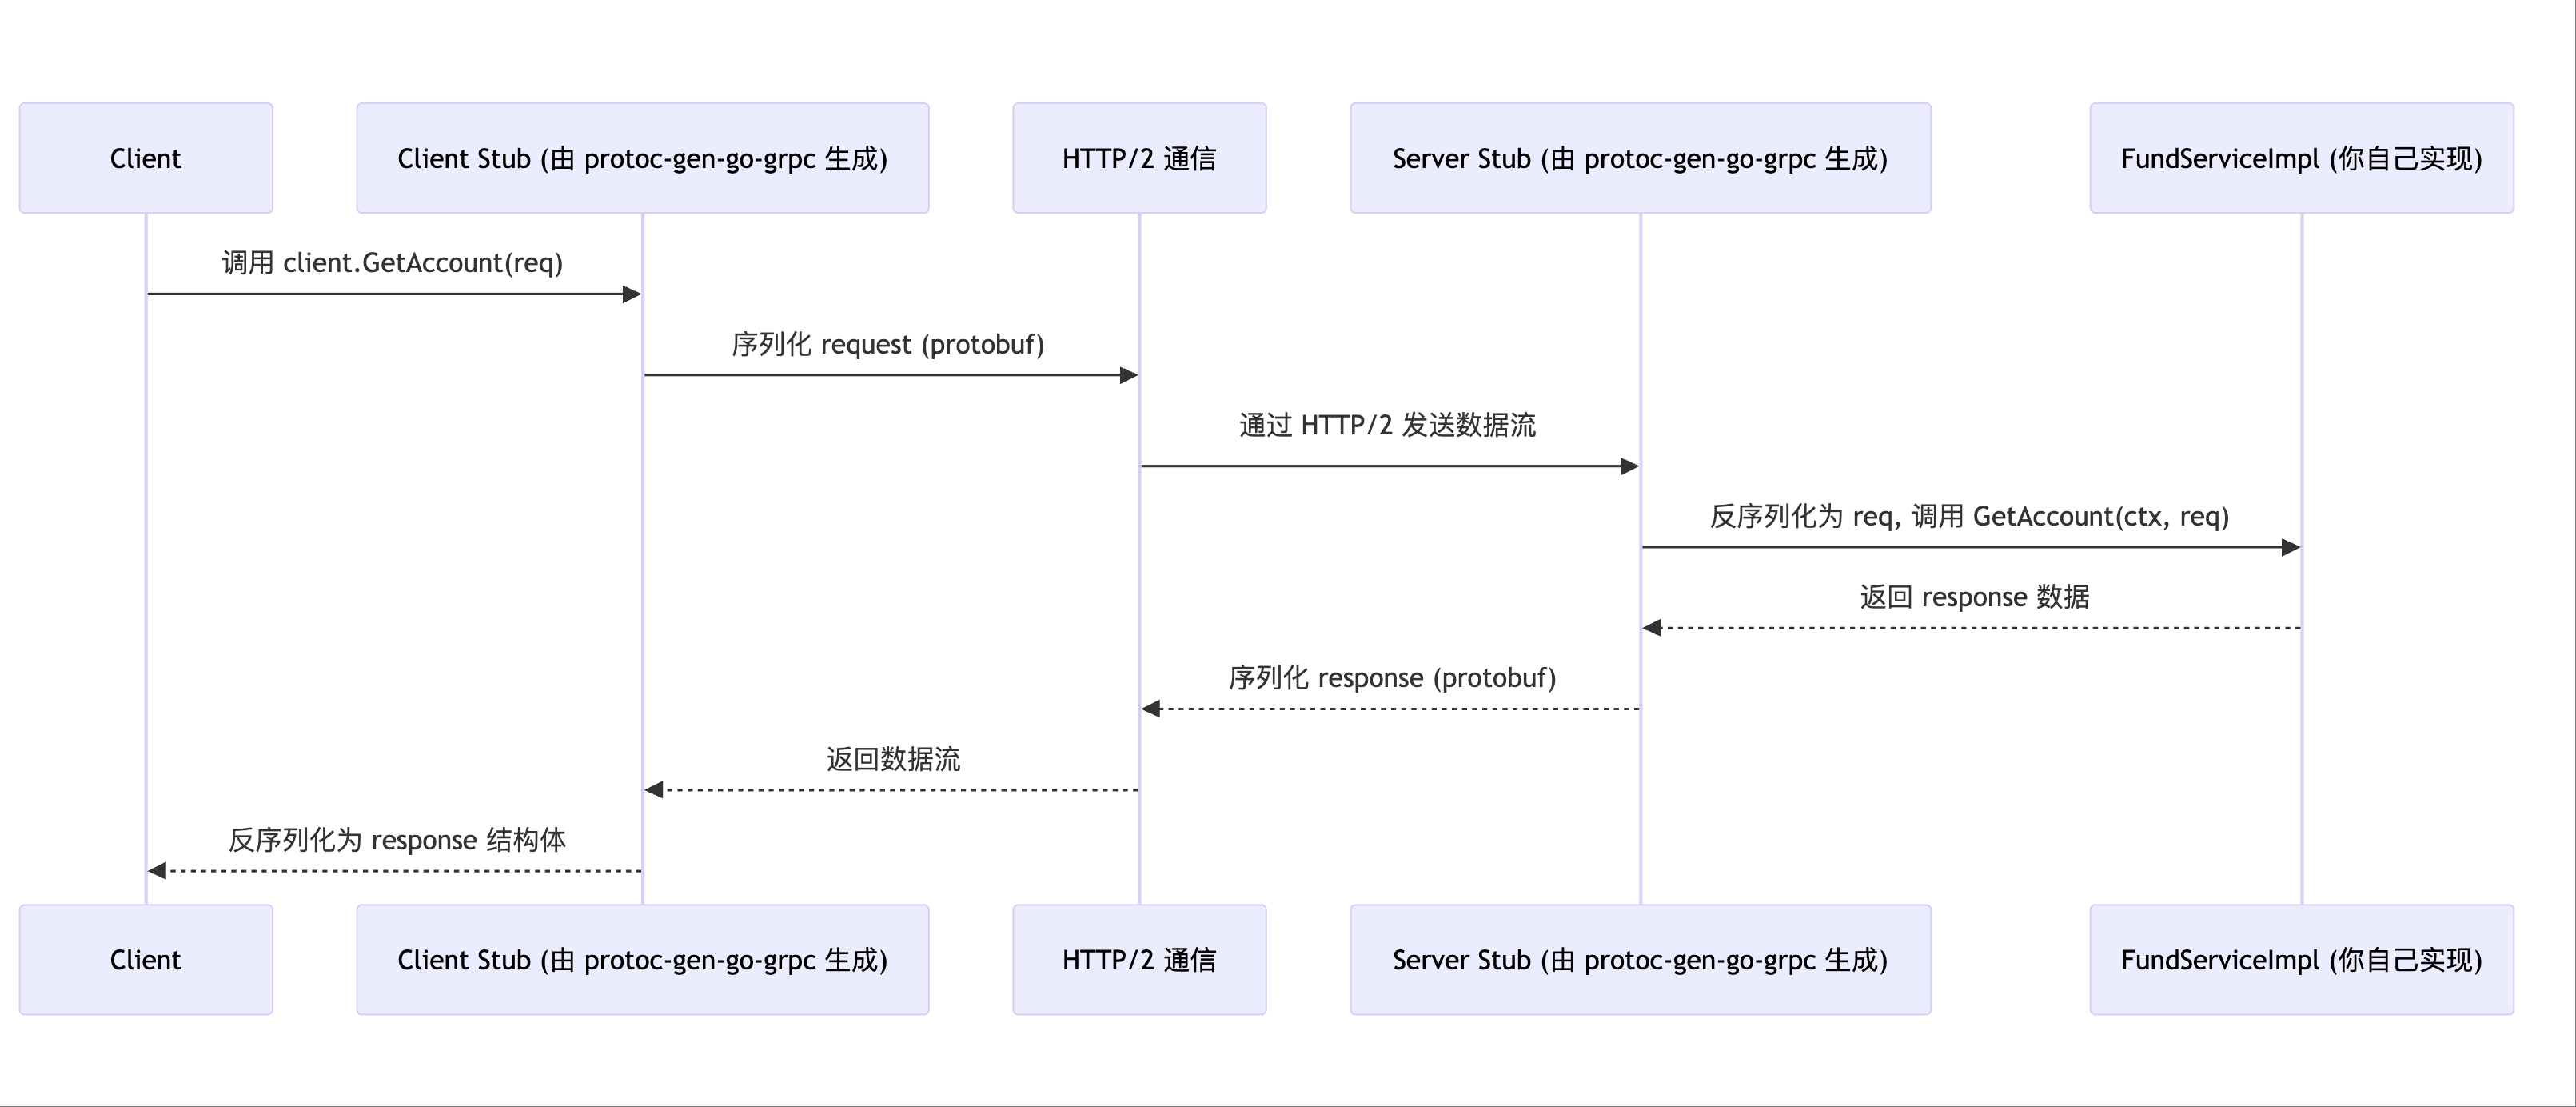 Client
Client Stub (由 protoc-gen-go-grpc 生成)
HTTP/2 通信
Server Stub (由 protoc-gen-go-grpc 生成)
FundServiceImpl (你自己实现)
调用 client.GetAccount(req)
序列化 request (protobuf)
通过 HTTP/2 发送数据流
反序列化为 req, 调用 GetAccount(ctx, req)
返回 response 数据
序列化 response (protobuf)
返回数据流
反序列化为 response 结构体
Client
Client Stub (由 protoc-gen-go-grpc 生成)
HTTP/2 通信
Server Stub (由 protoc-gen-go-grpc 生成)
FundServiceImpl (你自己实现)